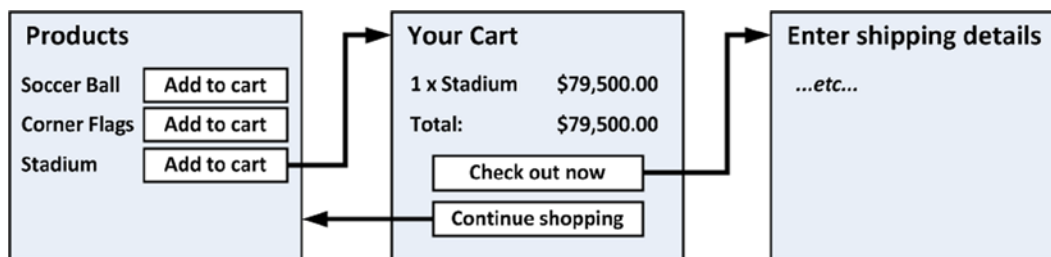 Products
Soccer Ball Add to cart
Corner Flags Add to cart
Stadium Add to cart
Your Cart
1 x Stadium $79,500.00
Total: $79,500.00
Check out now
Continue shopping
Enter shipping details
...etc...